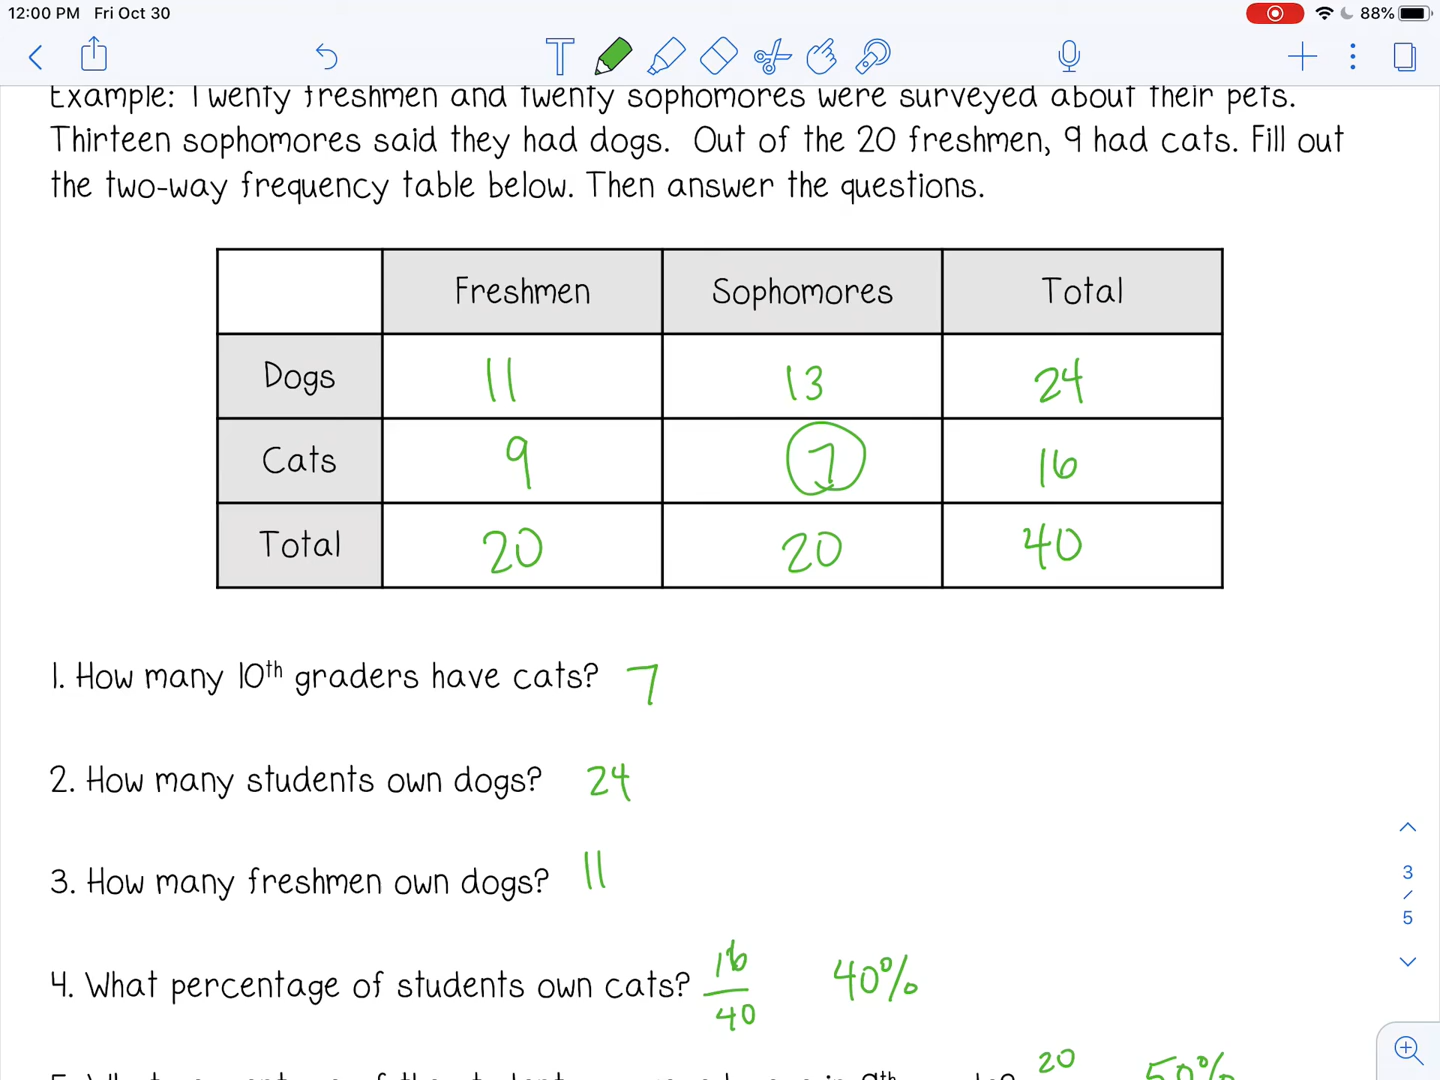 12:00 PM Fri Oct 30 88%
T
Example: Twenty freshmen and twenty sophomores were surveyed about their pets.
Thirteen sophomores said they had dogs. Out of the 20 freshmen, 9 had cats. Fill out
the two-way frequency table below. Then answer the questions.
Freshmen Sophomores Total
Dogs 11 13 24
Cats 9 7 16
Total 20 20 40
1. How many 10th graders have cats? 7
2. How many students own dogs? 24
3. How many freshmen own dogs? 11
3 / 5
4. What percentage of students own cats? 16/40 40%
20 50%